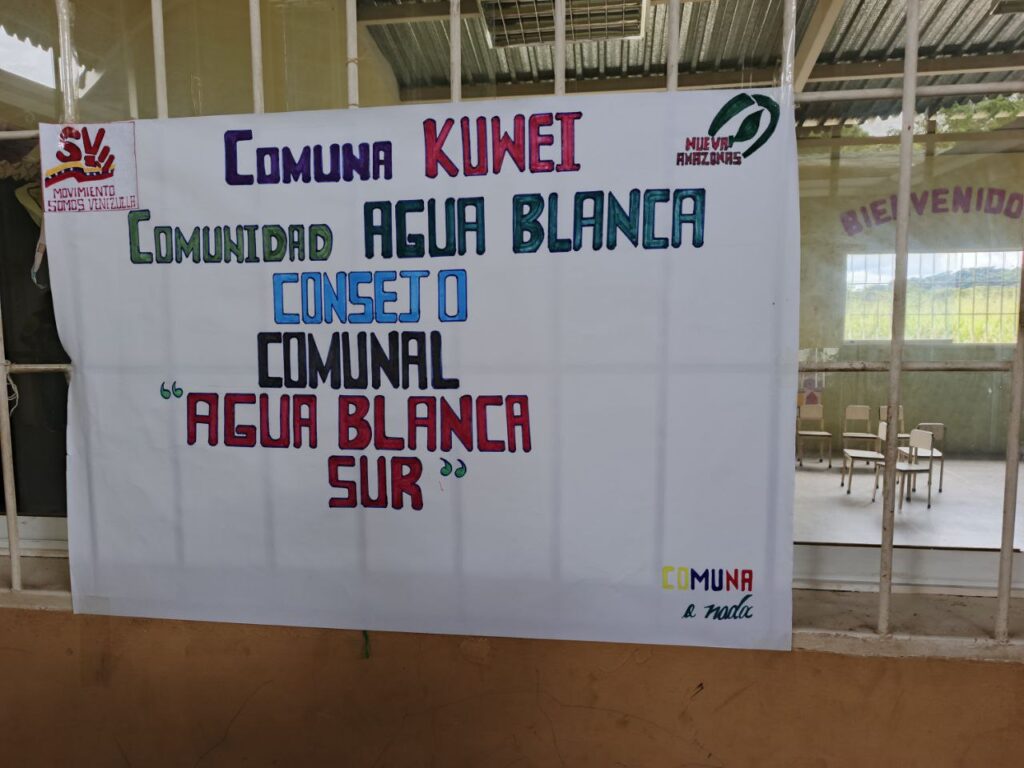 SV
MOVIMIENTO
SOMOS VENEZUELA
COMUNA KUWEI
NUEVA
AMAZONAS
COMUNIDAD AGUA BLANCA
CONSEJO
COMUNAL
"AGUA BLANCA
SUR"
COMUNA
o nada
BIENVENIDO